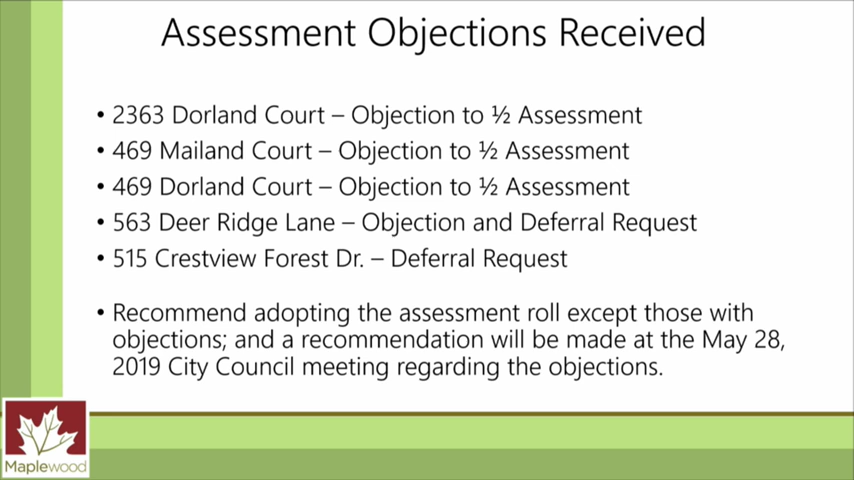 Assessment Objections Received
• 2363 Dorland Court – Objection to ½ Assessment
• 469 Mailand Court – Objection to ½ Assessment
• 469 Dorland Court – Objection to ½ Assessment
• 563 Deer Ridge Lane – Objection and Deferral Request
• 515 Crestview Forest Dr. – Deferral Request
• Recommend adopting the assessment roll except those with
objections; and a recommendation will be made at the May 28,
2019 City Council meeting regarding the objections.
Maplewood